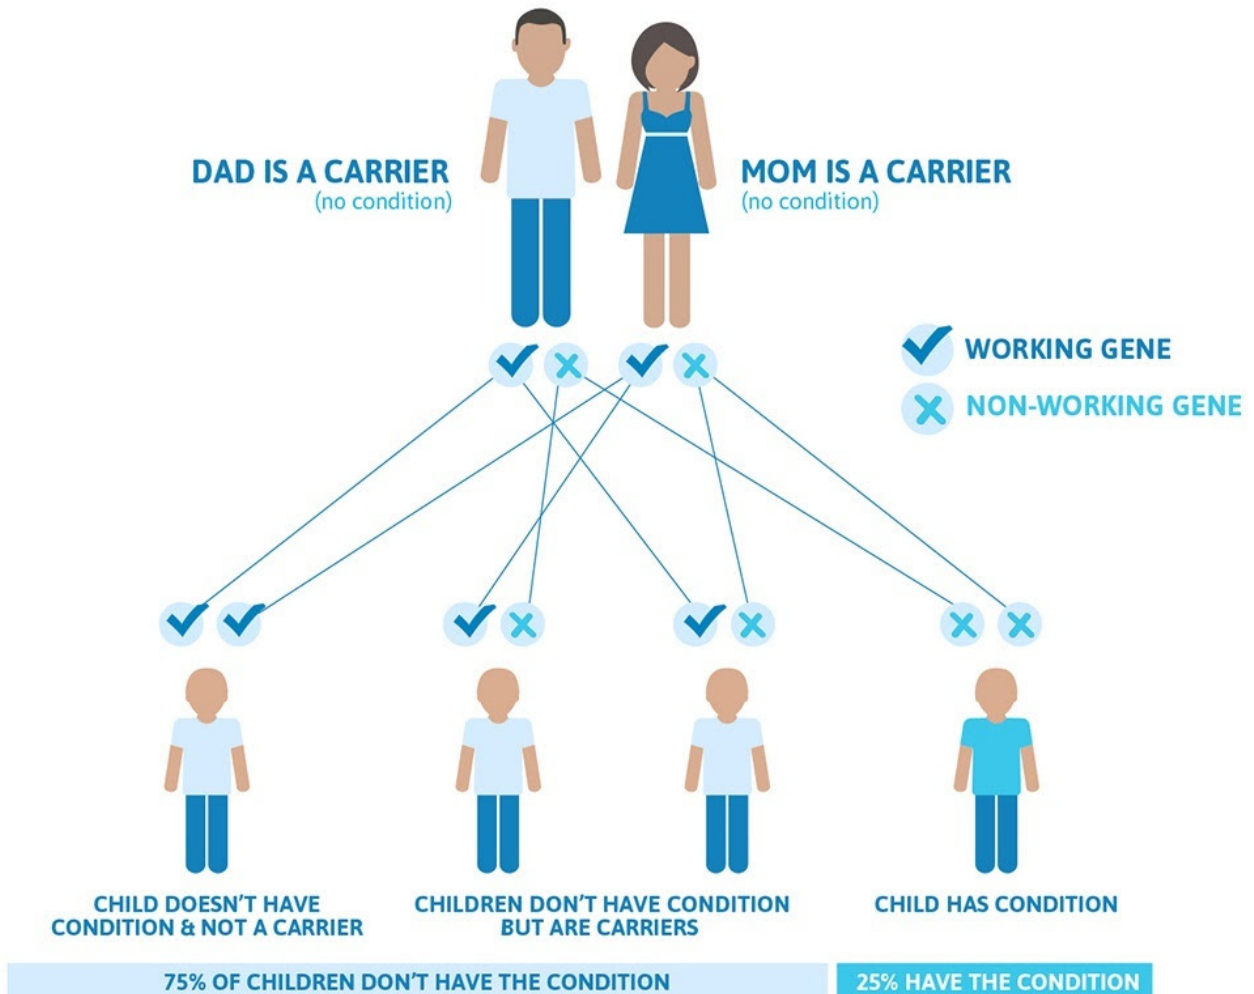 DAD IS A CARRIER
(no condition)
MOM IS A CARRIER
(no condition)
WORKING GENE
NON-WORKING GENE
CHILD DOESN'T HAVE
CONDITION & NOT A CARRIER
CHILDREN DON'T HAVE CONDITION
BUT ARE CARRIERS
CHILD HAS CONDITION
75% OF CHILDREN DON'T HAVE THE CONDITION
25% HAVE THE CONDITION